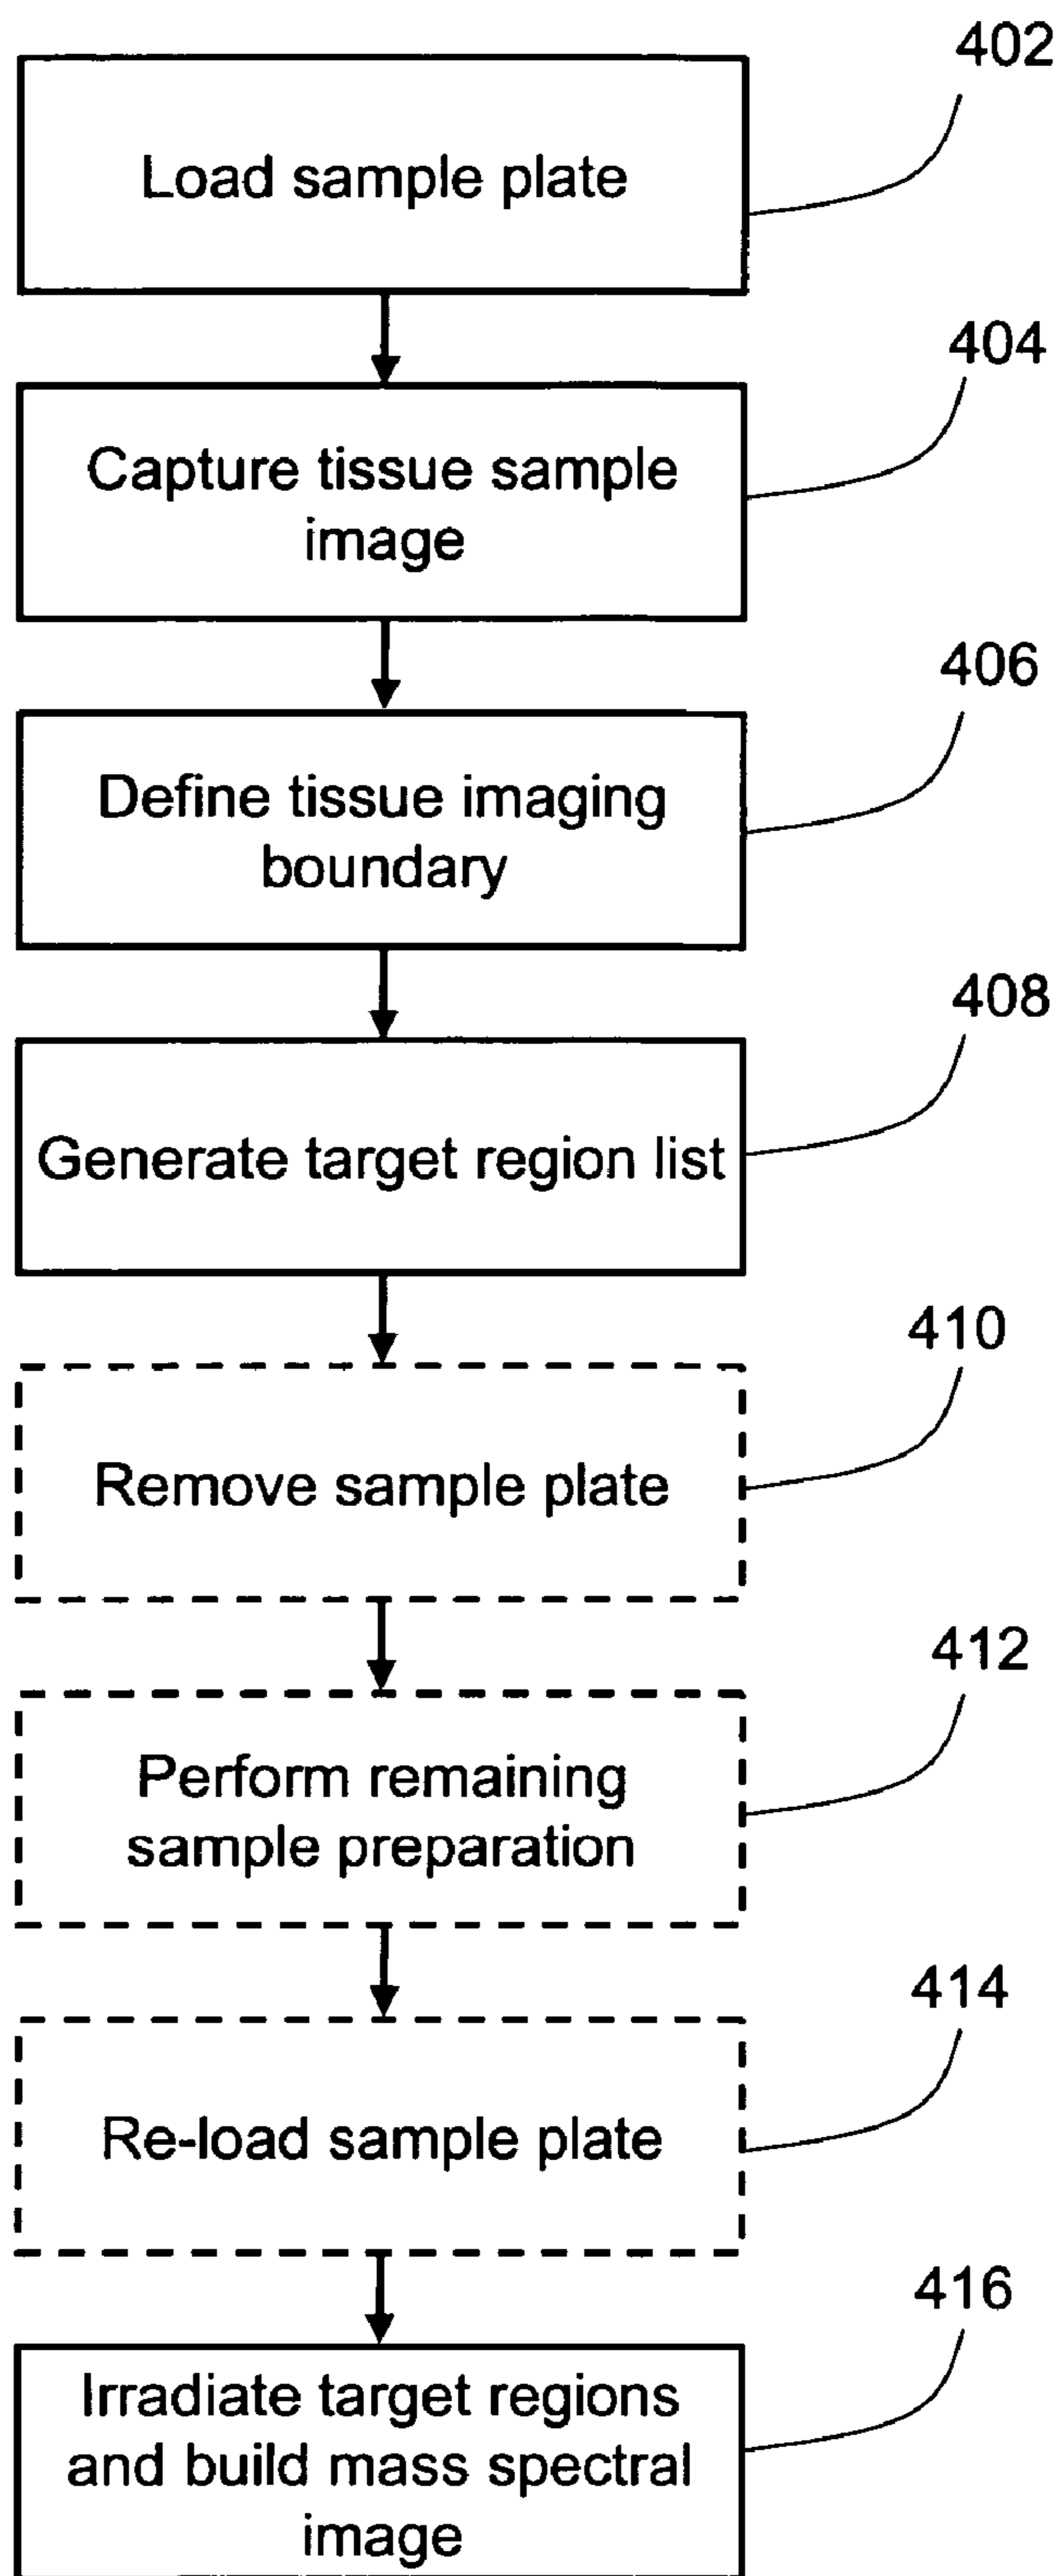 402
Load sample plate
404
Capture tissue sample
image
406
Define tissue imaging
boundary
408
Generate target region list
410
Remove sample plate
412
Perform remaining
sample preparation
414
Re-load sample plate
416
Irradiate target regions
and build mass spectral
image